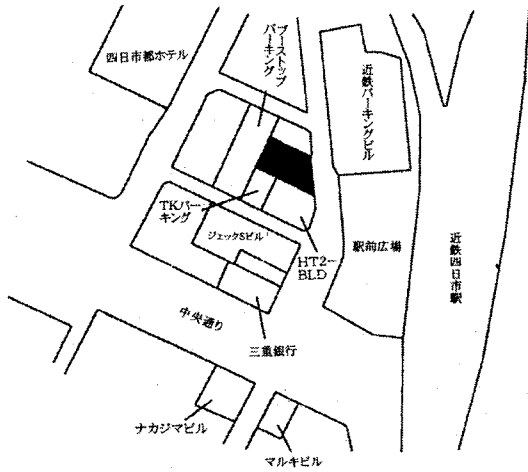 四日市都ホテル
ブーストップ
パーキング
近鉄パーキングビル
TKパー
キング
ジェックSビル
HT2-
BLD
駅前広場
近鉄四日市駅
中央通り
三重銀行
ナカジマビル
マルキビル